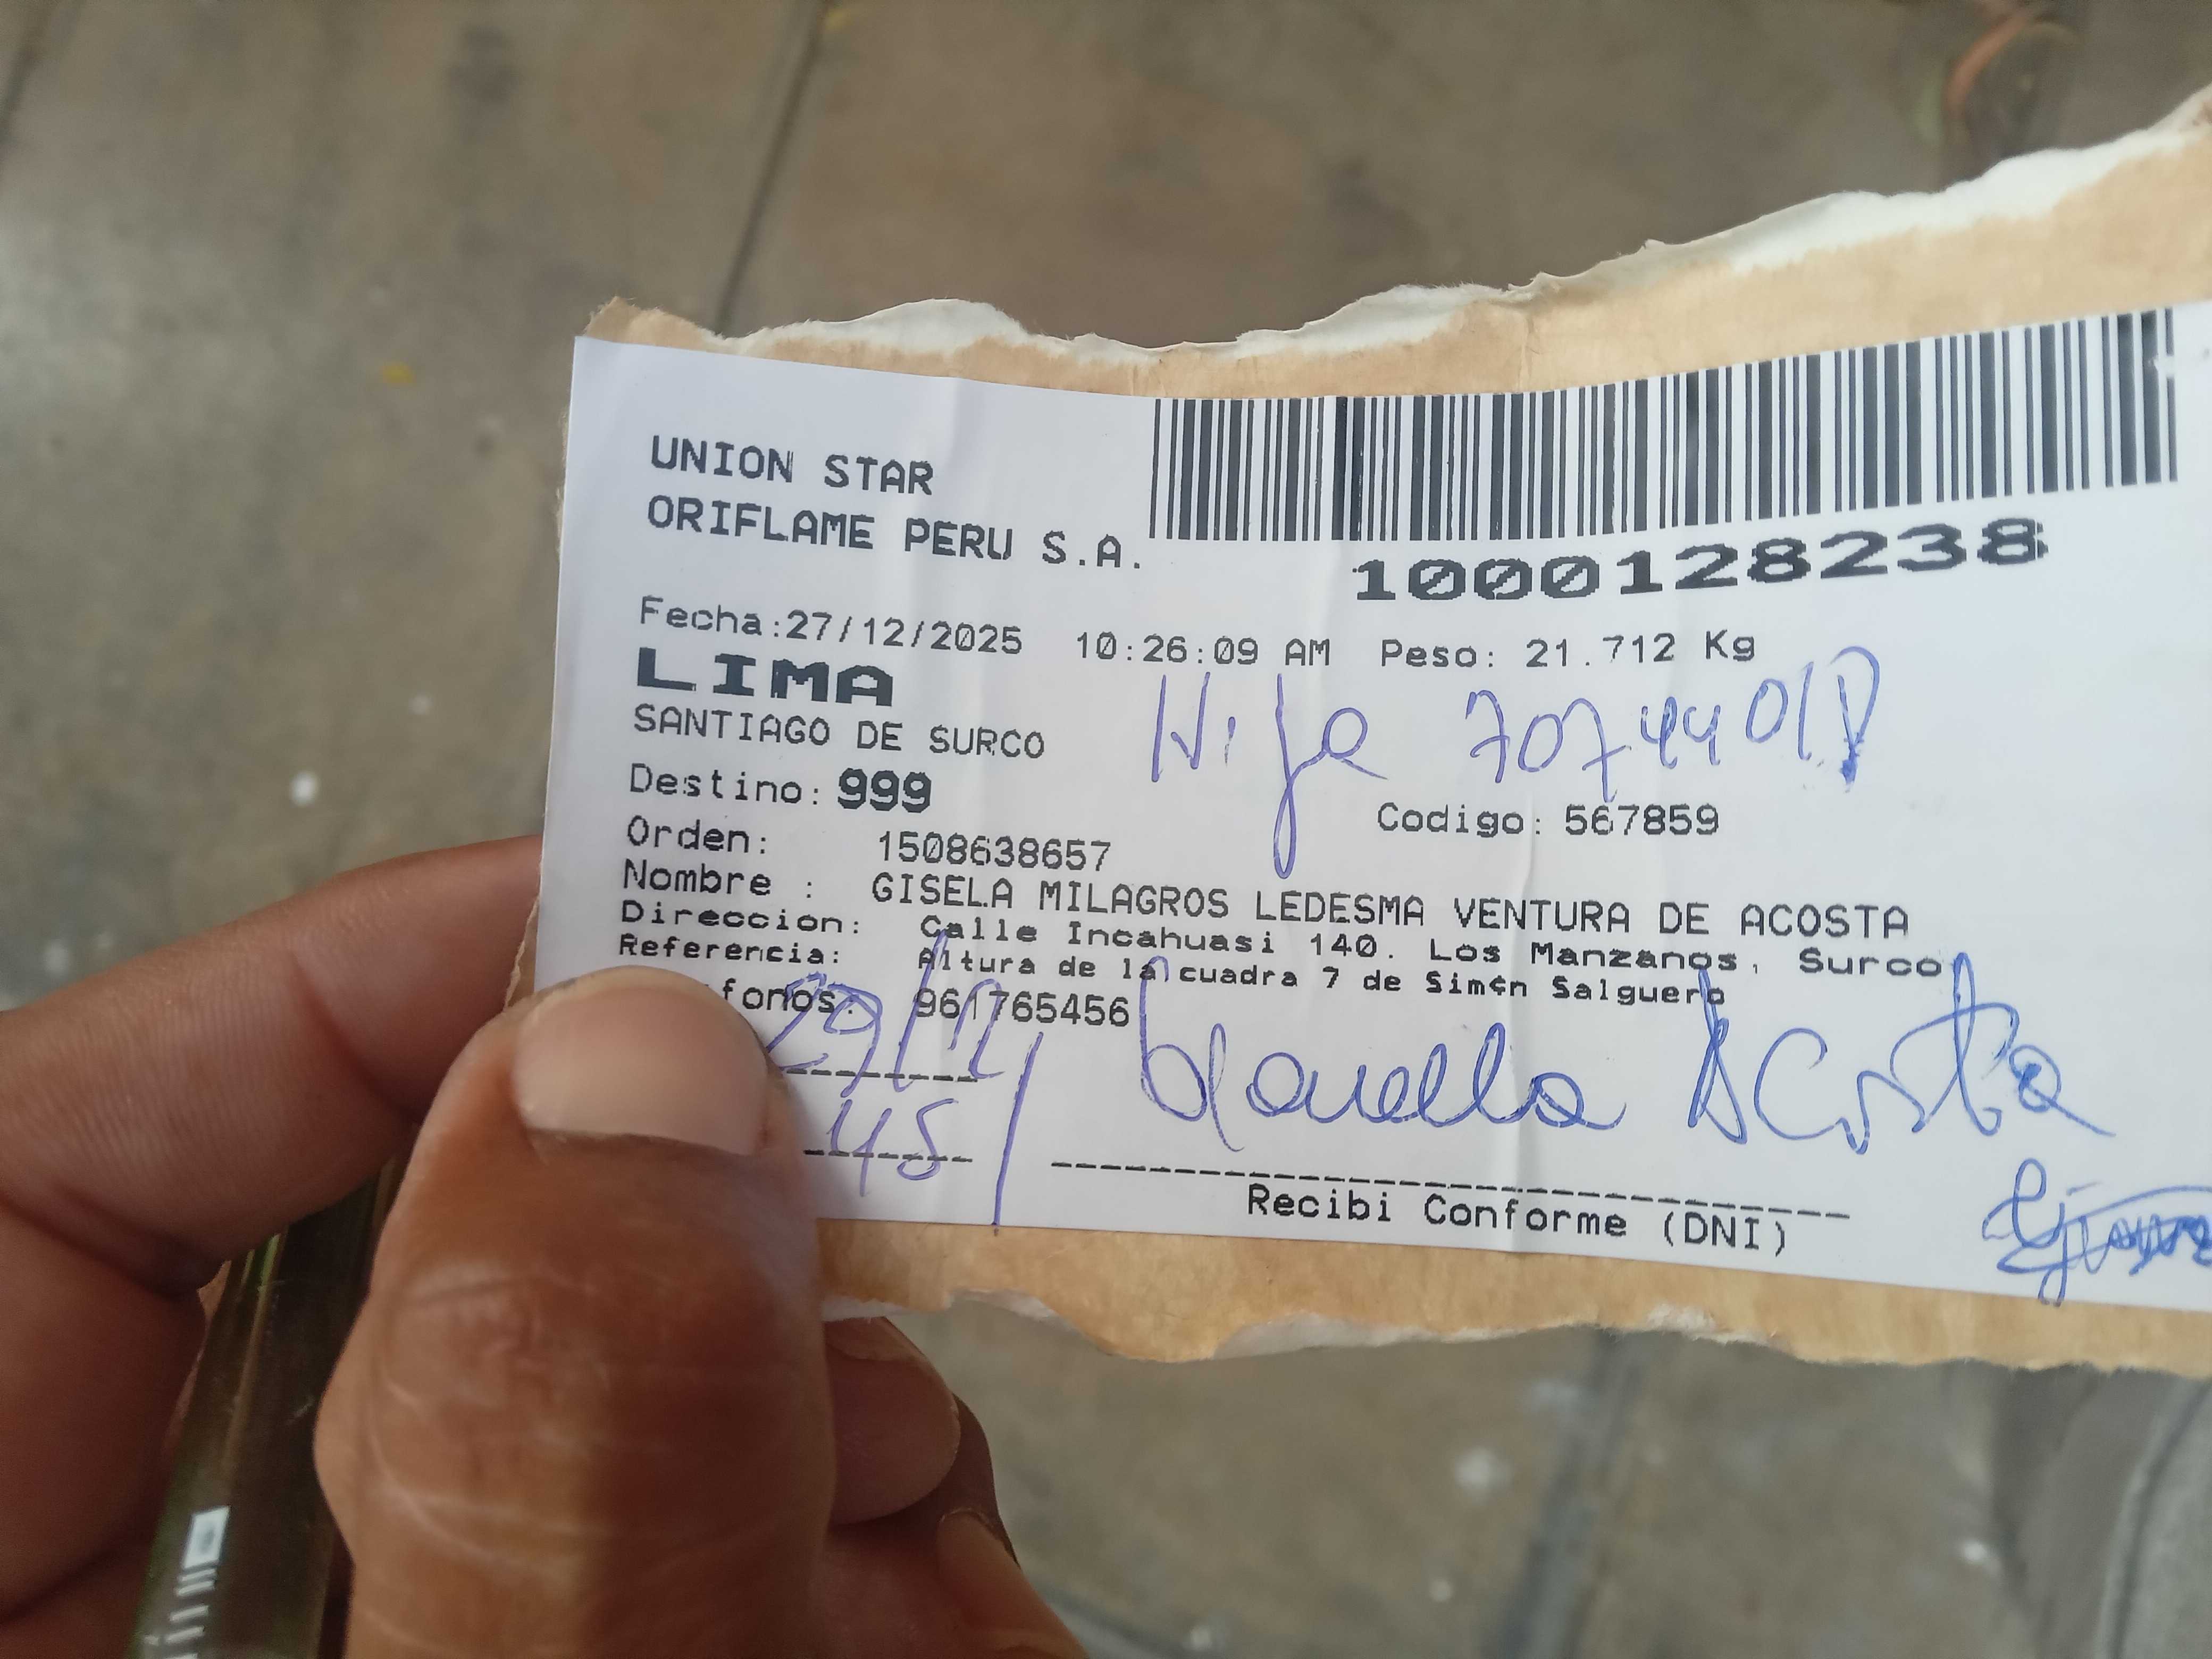 UNION STAR
ORIFLAME PERU S.A.
1000128238
Fecha:27/12/2025 10:26:09 AM Peso: 21.712 Kg
LIMA
SANTIAGO DE SURCO
Hija
Destino: 999
Codigo: 567859
Orden: 1508638657
Nombre : GISELA MILAGROS LEDESMA VENTURA DE ACOSTA
Direccion: Calle Incahuasi 140. Los Manzanos, Surco
Referencia: Altura de la cuadra 7 de Sim¢n Salguero
fonos: 961765456
29/12
45
Acosta
Recibi Conforme (DNI)